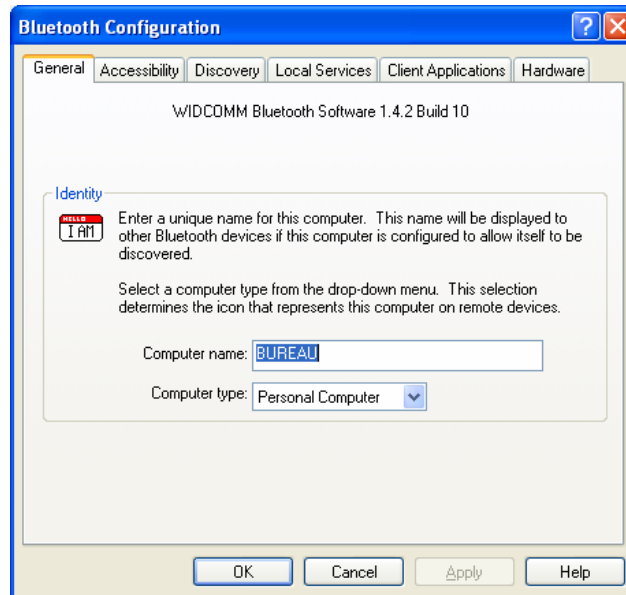 Bluetooth Configuration
General Accessibility Discovery Local Services Client Applications Hardware
WIDCOMM Bluetooth Software 1.4.2 Build 10
Identity
HELLO
I AM
Enter a unique name for this computer. This name will be displayed to
other Bluetooth devices if this computer is configured to allow itself to be
discovered.
Select a computer type from the drop-down menu. This selection
determines the icon that represents this computer on remote devices.
Computer name: BUREAU
Computer type: Personal Computer
OK Cancel Apply Help